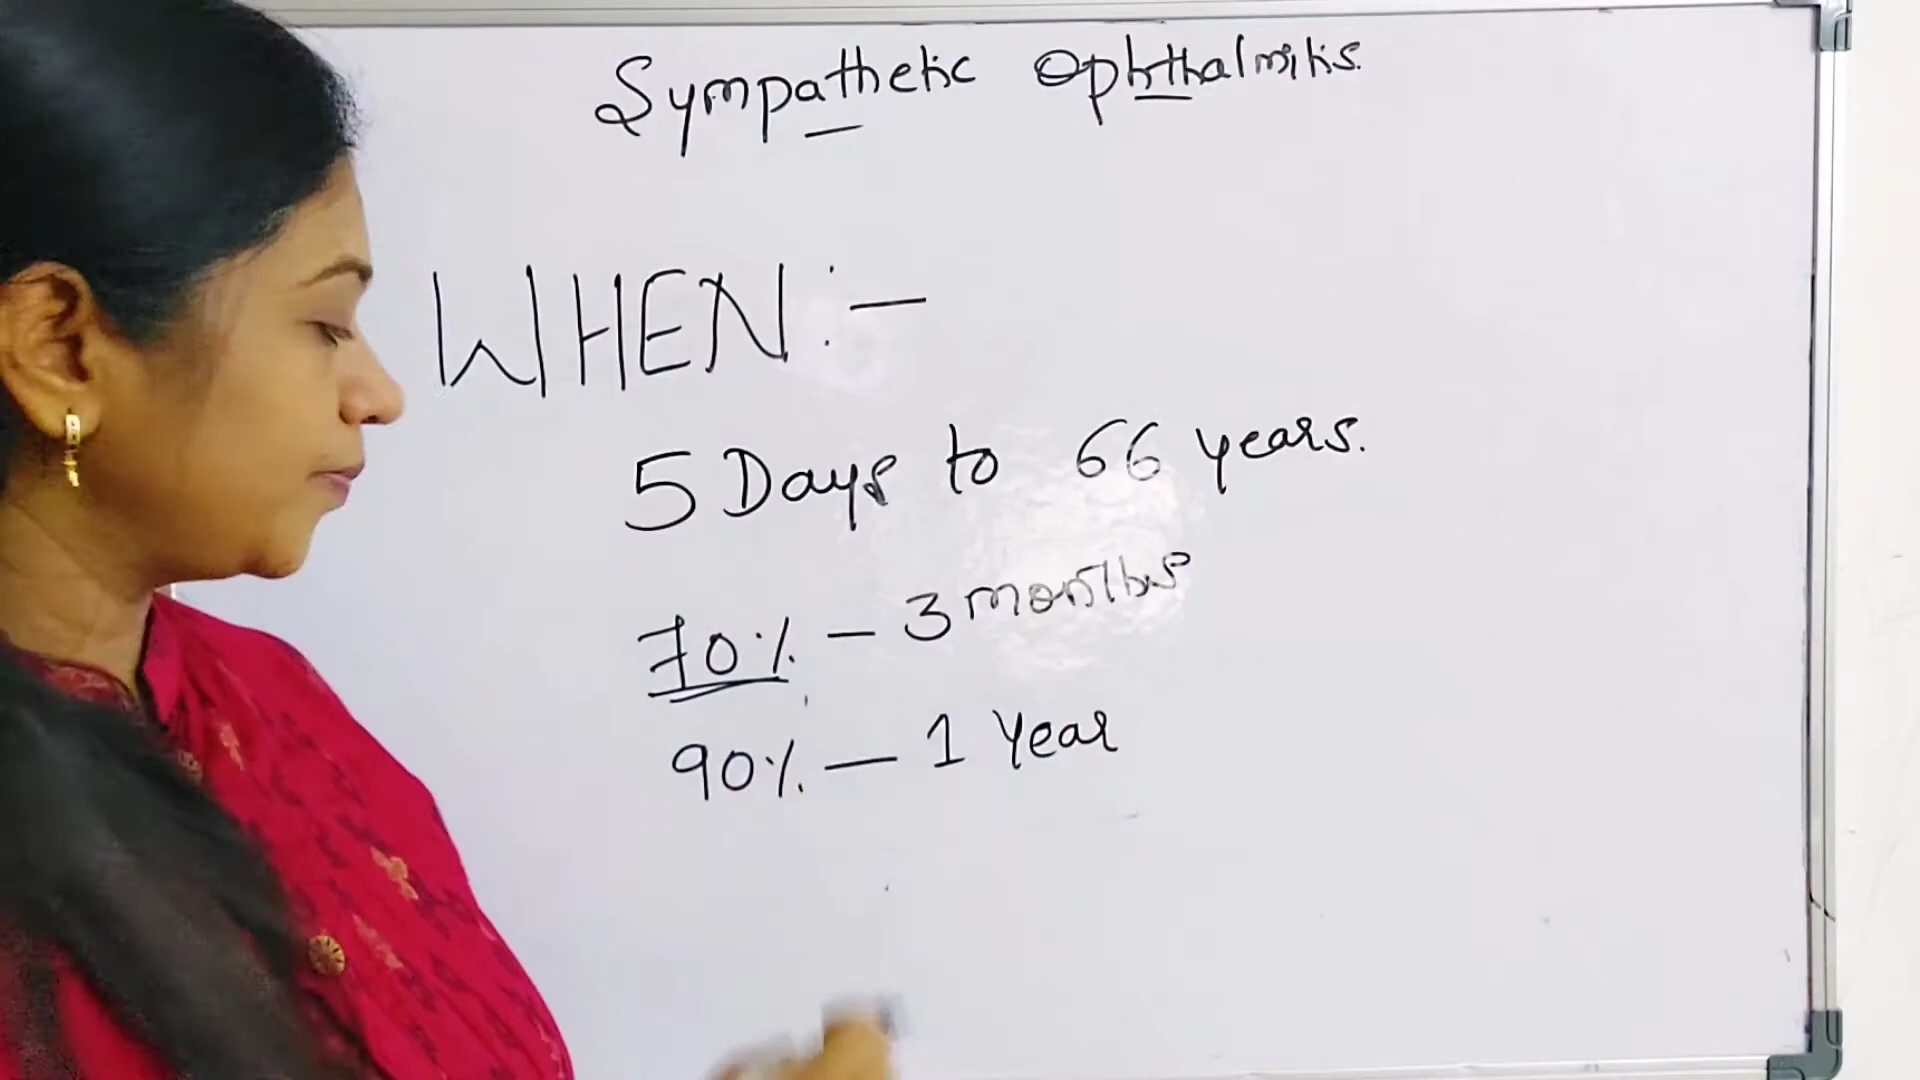 Sympathetic Ophthalmitis.
WHEN :-
5 Days to 66 years.
70% - 3 months
90% - 1 Year